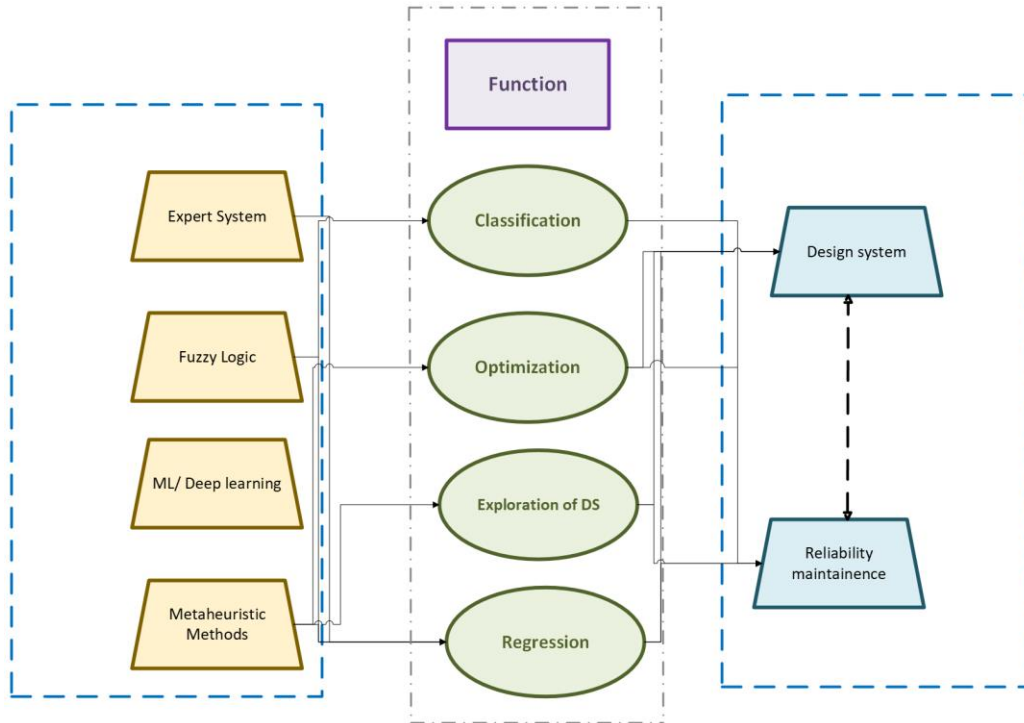 Function
Expert System
Fuzzy Logic
ML/ Deep learning
Metaheuristic
Methods
Classification
Optimization
Exploration of DS
Regression
Design system
Reliability
maintainence